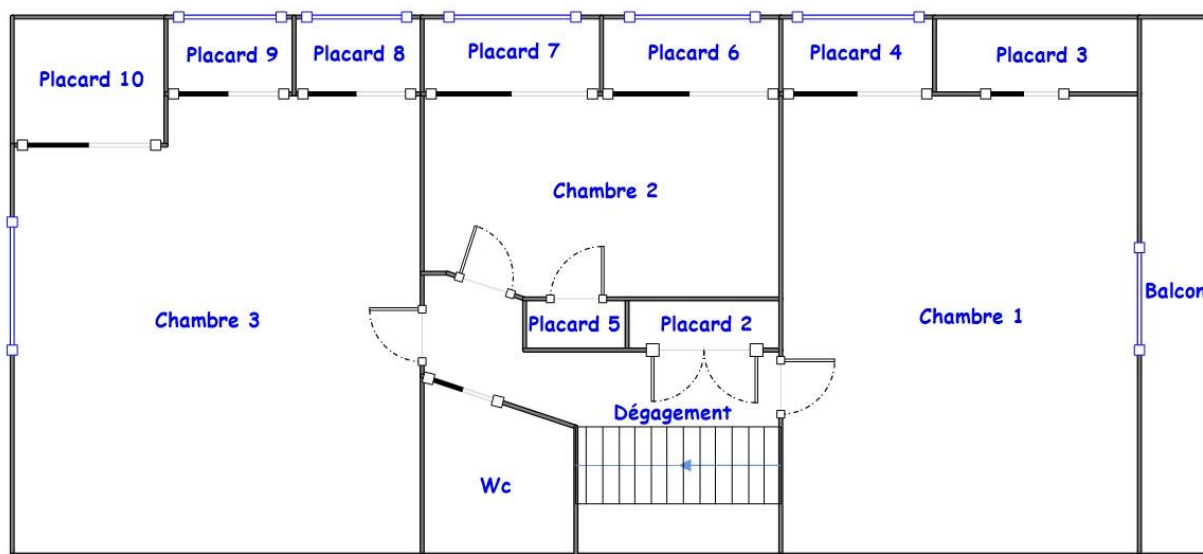 Placard 10
Placard 9
Placard 8
Placard 7
Placard 6
Placard 4
Placard 3
Chambre 2
Chambre 3
Placard 5
Placard 2
Chambre 1
Balcon
Dégagement
Wc